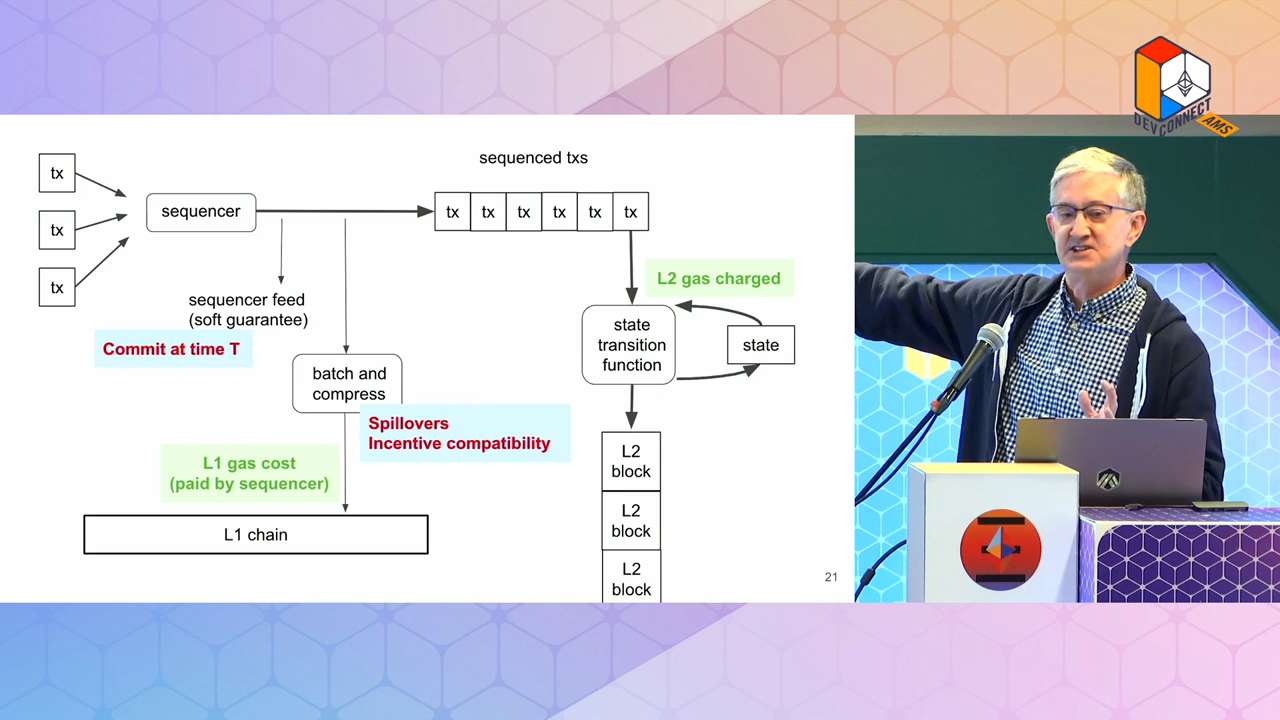 DEVCONNECT
AMS
sequenced txs
tx
tx
tx
sequencer
tx
tx
tx
tx
tx
tx
L2 gas charged
sequencer feed
(soft guarantee)
Commit at time T
state
transition
function
state
batch and
compress
Spillovers
Incentive compatibility
L1 gas cost
(paid by sequencer)
L1 chain
L2
block
L2
block
L2
block
21